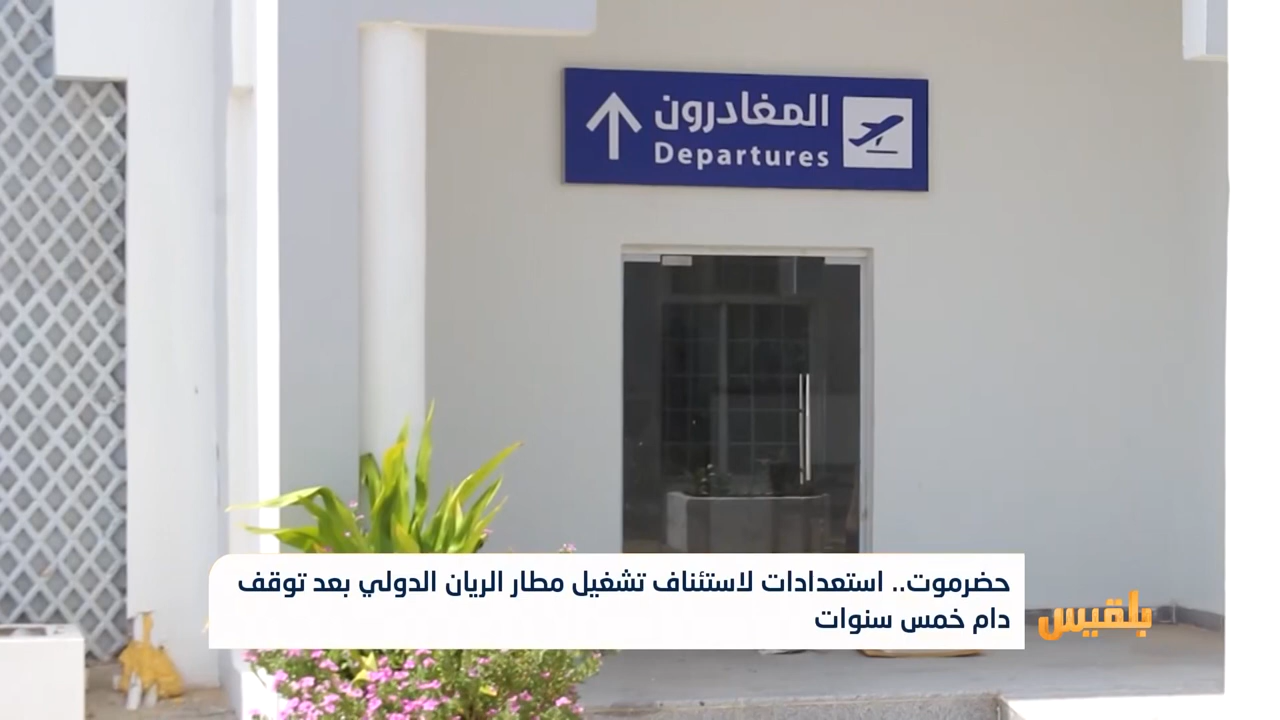 المغادرون
Departures
حضرموت.. استعدادات لاستئناف تشغيل مطار الريان الدولي بعد توقف
دام خمس سنوات
بلقيس